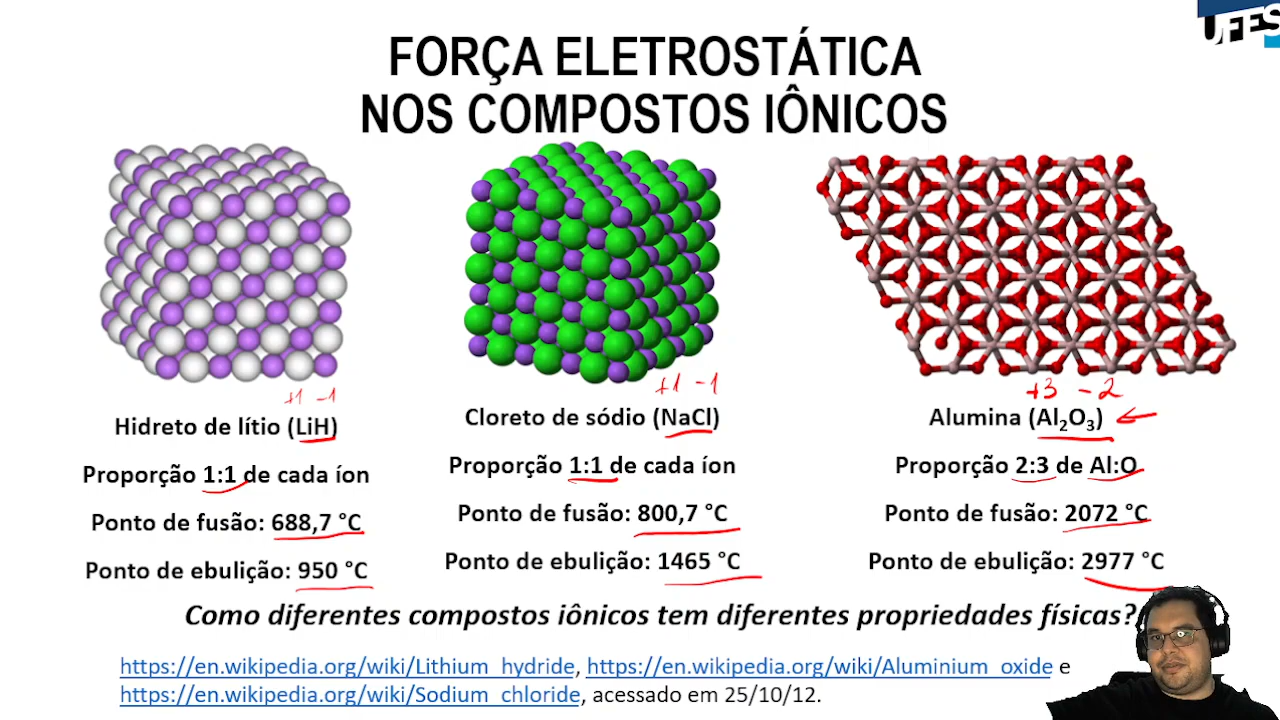 UFES
FORÇA ELETROSTÁTICA
NOS COMPOSTOS IÔNICOS
+1 -1
Hidreto de lítio (LiH)
Proporção 1:1 de cada íon
Ponto de fusão: 688,7 °C
Ponto de ebulição: 950 °C
+1 -1
Cloreto de sódio (NaCl)
Proporção 1:1 de cada íon
Ponto de fusão: 800,7 °C
Ponto de ebulição: 1465 °C
+3 -2
Alumina (Al₂O₃)
Proporção 2:3 de Al:O
Ponto de fusão: 2072 °C
Ponto de ebulição: 2977 °C
Como diferentes compostos iônicos tem diferentes propriedades físicas?
https://en.wikipedia.org/wiki/Lithium_hydride, https://en.wikipedia.org/wiki/Aluminium_oxide e
https://en.wikipedia.org/wiki/Sodium_chloride, acessado em 25/10/12.